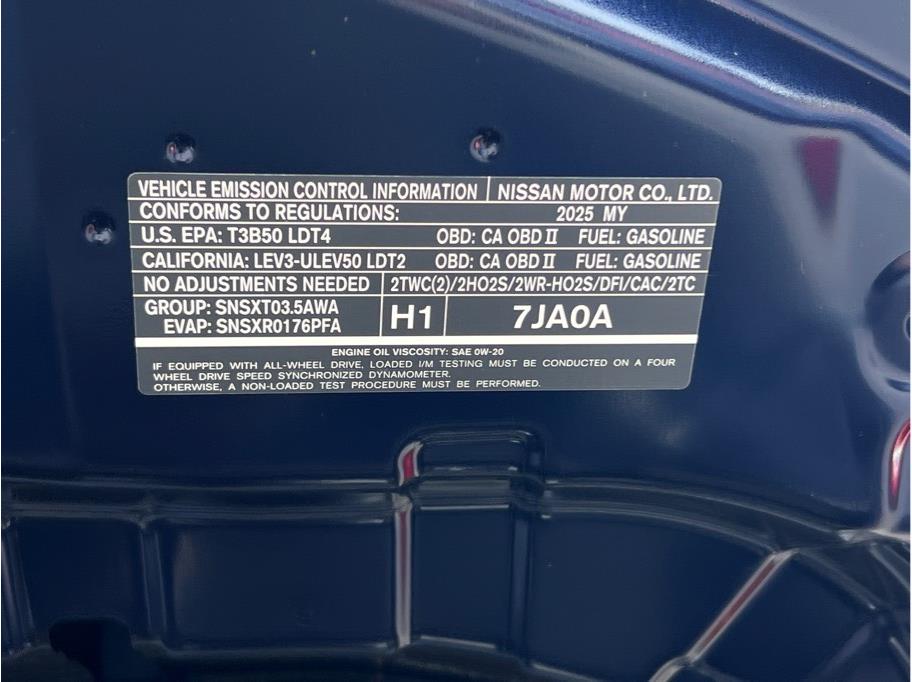 VEHICLE EMISSION CONTROL INFORMATION NISSAN MOTOR CO., LTD.
CONFORMS TO REGULATIONS: 2025 MY
U.S. EPA: T3B50 LDT4 OBD: CA OBD II FUEL: GASOLINE
CALIFORNIA: LEV3-ULEV50 LDT2 OBD: CA OBD II FUEL: GASOLINE
NO ADJUSTMENTS NEEDED 2TWC(2)/2HO2S/2WR-HO2S/DFI/CAC/2TC
GROUP: SNSXT03.5AWA
EVAP: SNSXR0176PFA
H1 7JA0A
ENGINE OIL VISCOSITY: SAE 0W-20
IF EQUIPPED WITH ALL-WHEEL DRIVE, LOADED I/M TESTING MUST BE CONDUCTED ON A FOUR
WHEEL DRIVE SPEED SYNCHRONIZED DYNAMOMETER.
OTHERWISE, A NON-LOADED TEST PROCEDURE MUST BE PERFORMED.